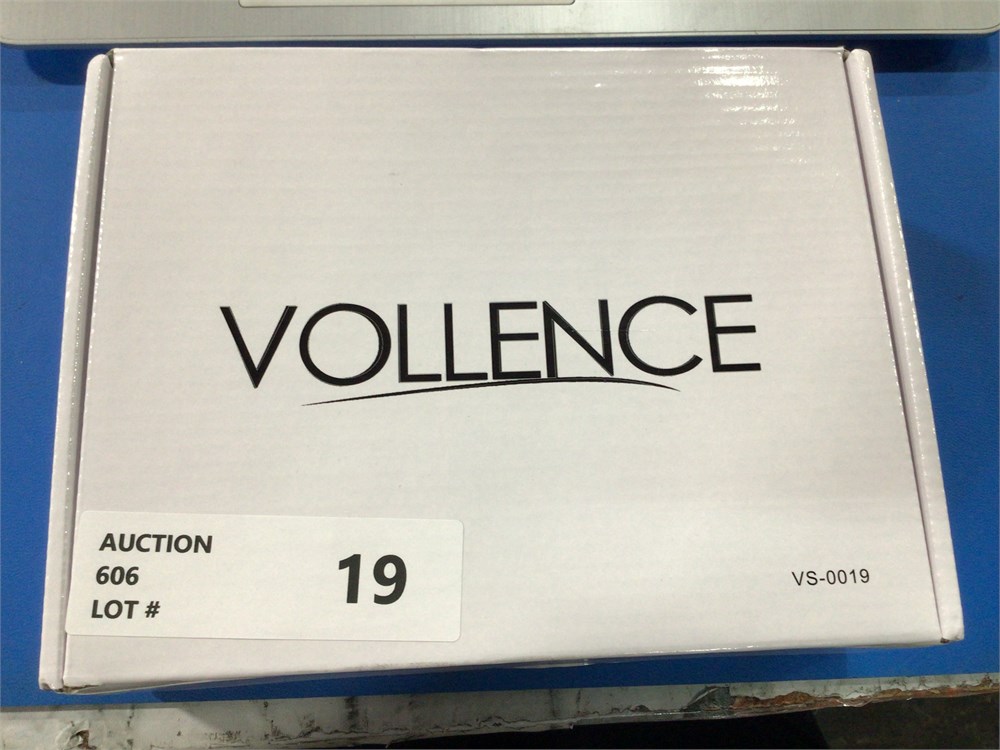 VOLLENCE
AUCTION
606
LOT #
19
VS-0019